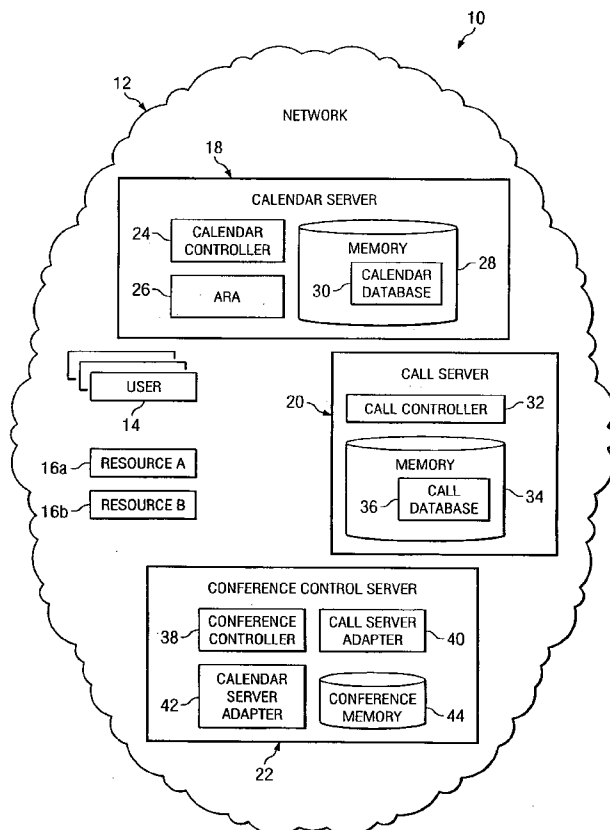 10
12
NETWORK
18
CALENDAR SERVER
24
CALENDAR
CONTROLLER
26
ARA
MEMORY
30
CALENDAR
DATABASE
28
USER
14
16a
RESOURCE A
16b
RESOURCE B
CALL SERVER
20
CALL CONTROLLER
32
MEMORY
36
CALL
DATABASE
34
CONFERENCE CONTROL SERVER
38
CONFERENCE
CONTROLLER
CALL SERVER
ADAPTER
40
42
CALENDAR
SERVER
ADAPTER
CONFERENCE
MEMORY
44
22